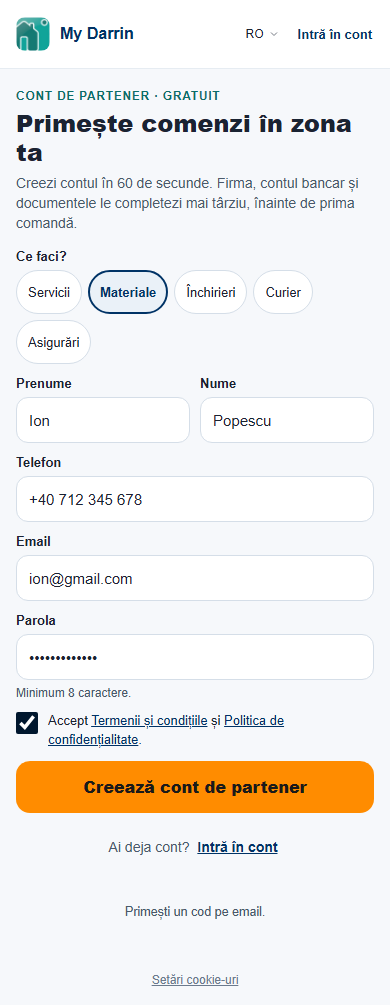 My Darrin
RO
Intră în cont
CONT DE PARTENER · GRATUIT
Primește comenzi în zona
ta
Creezi contul în 60 de secunde. Firma, contul bancar și
documentele le completezi mai târziu, înainte de prima
comandă.
Ce faci?
Servicii
Materiale
Închirieri
Curier
Asigurări
Prenume
Nume
Ion
Popescu
Telefon
+40 712 345 678
Email
ion@gmail.com
Parola
•••••••••••••
Minimum 8 caractere.
Accept Termenii și condițiile și Politica de
confidențialitate.
Creează cont de partener
Ai deja cont? Intră în cont
Primești un cod pe email.
Setări cookie-uri